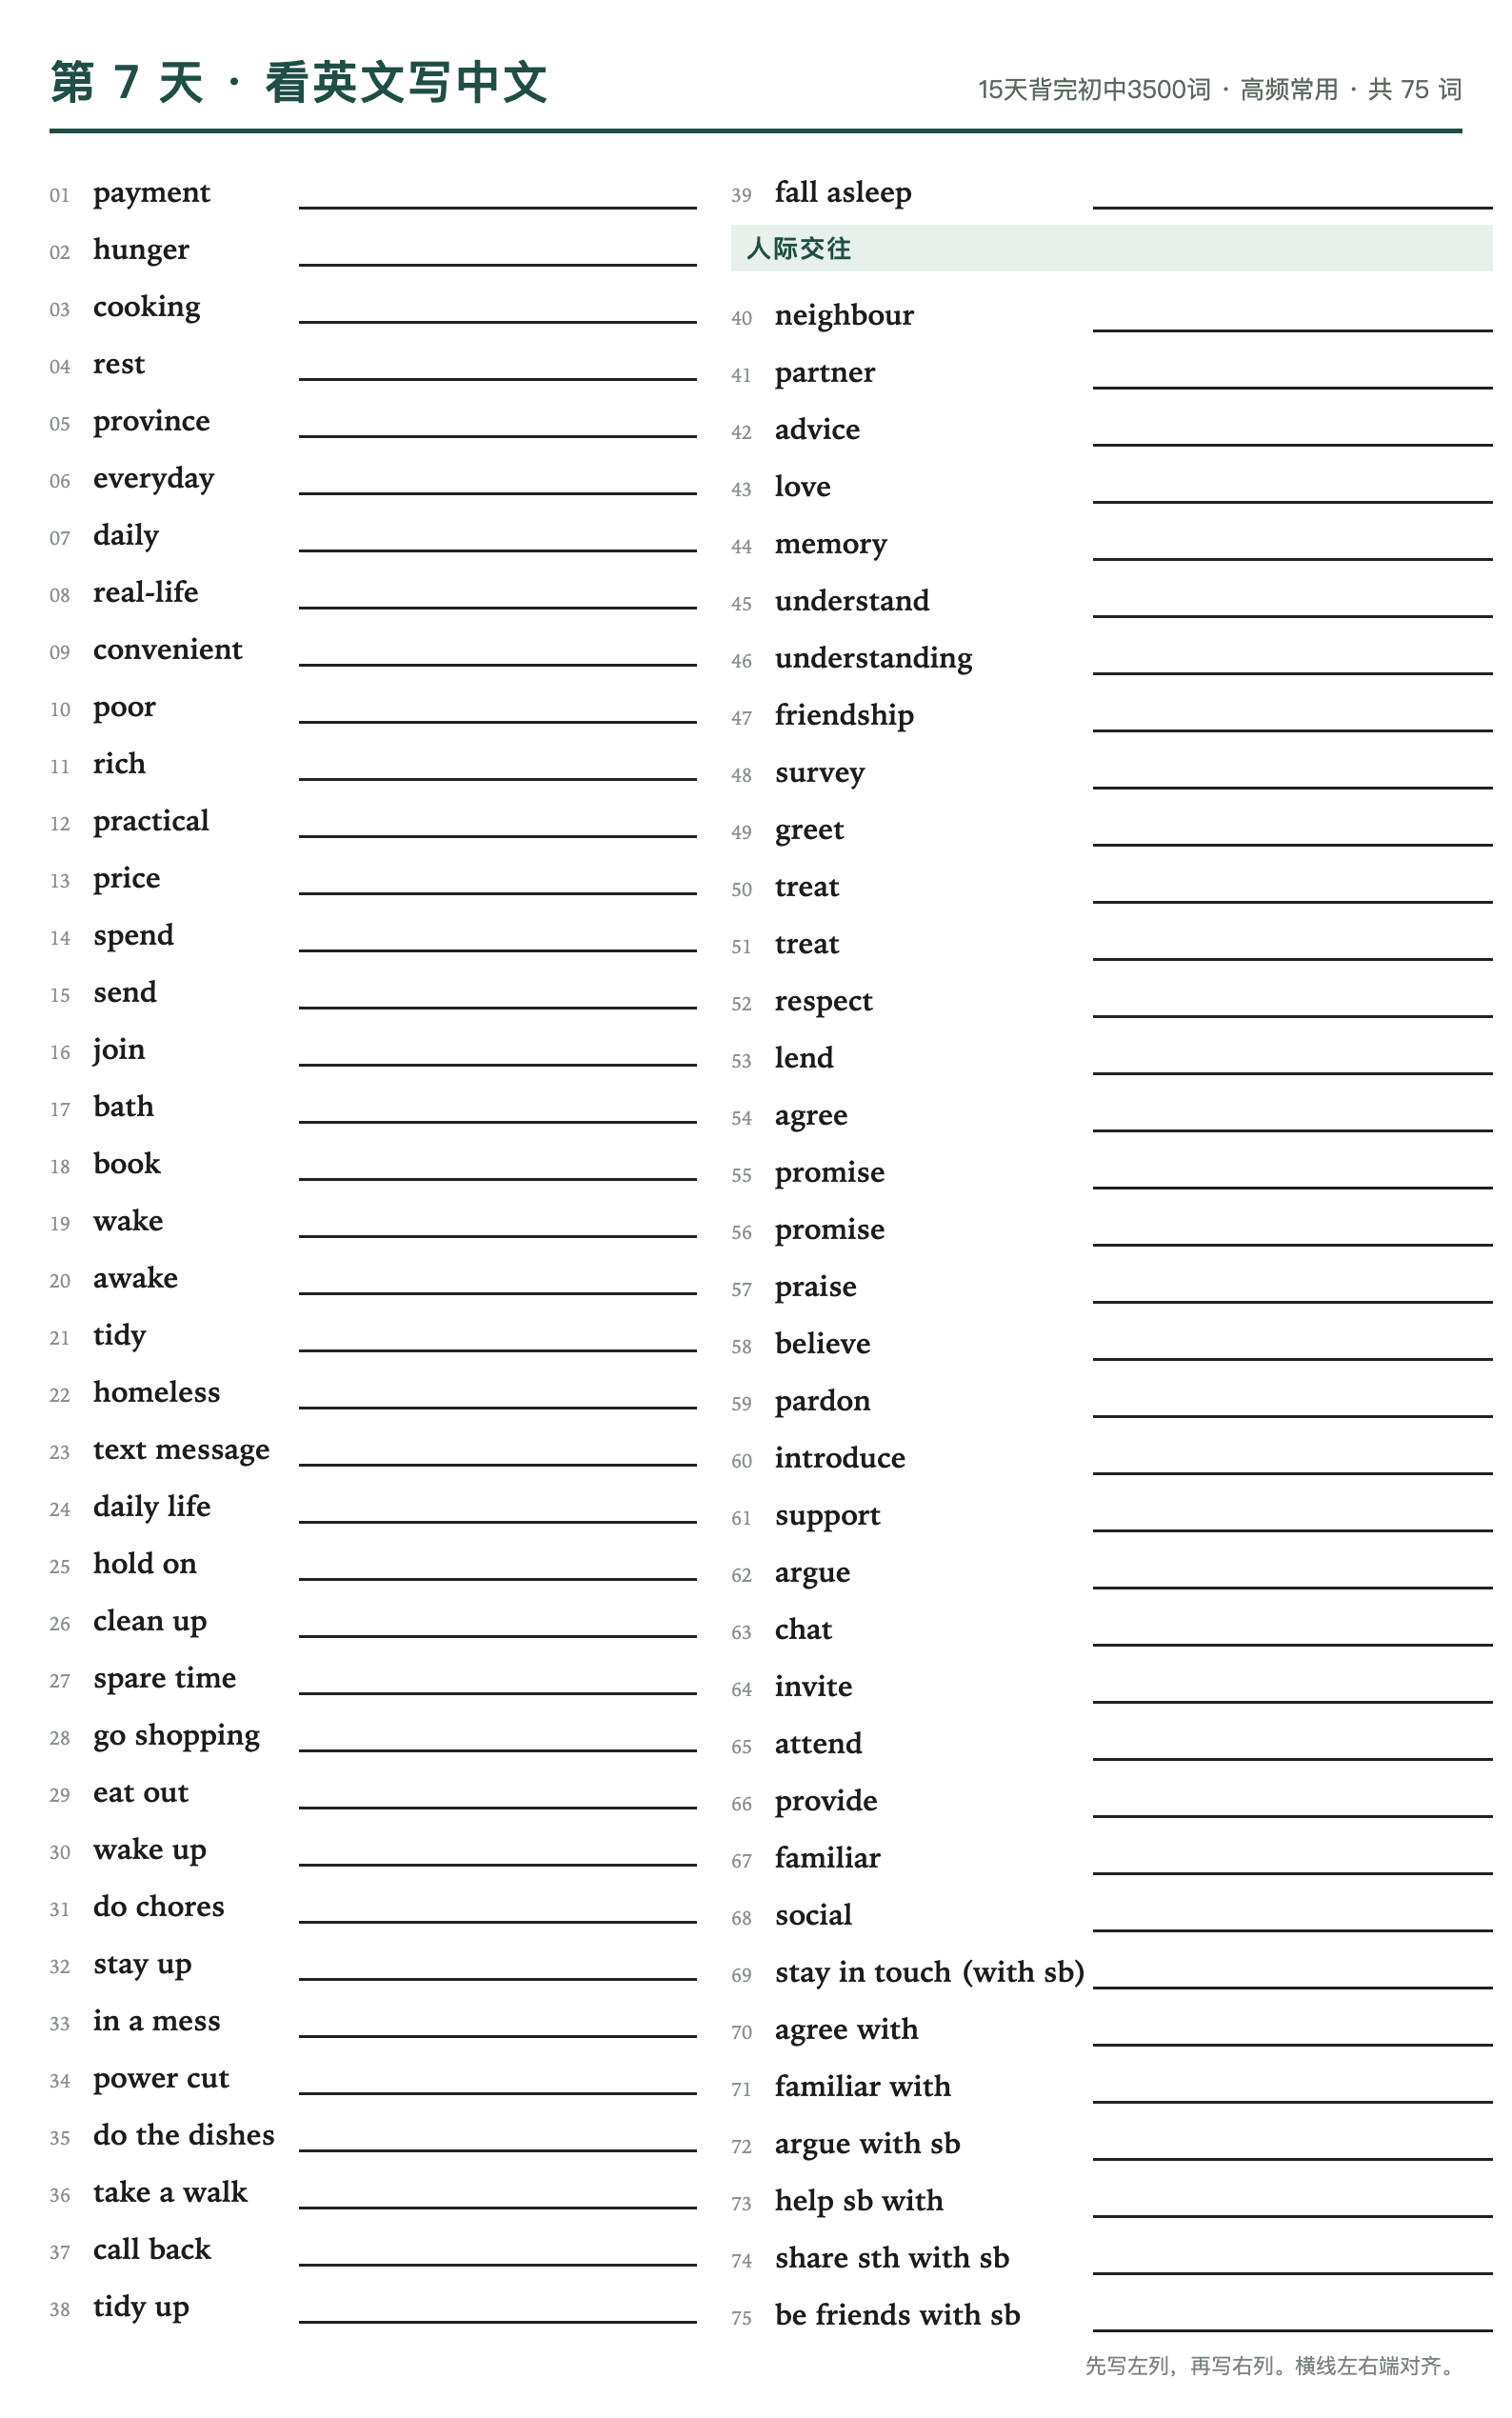 第 7 天 · 看英文写中文
15天背完初中3500词 · 高频常用 · 共 75 词
01 payment
02 hunger
03 cooking
04 rest
05 province
06 everyday
07 daily
08 real-life
09 convenient
10 poor
11 rich
12 practical
13 price
14 spend
15 send
16 join
17 bath
18 book
19 wake
20 awake
21 tidy
22 homeless
23 text message
24 daily life
25 hold on
26 clean up
27 spare time
28 go shopping
29 eat out
30 wake up
31 do chores
32 stay up
33 in a mess
34 power cut
35 do the dishes
36 take a walk
37 call back
38 tidy up
39 fall asleep
人际交往
40 neighbour
41 partner
42 advice
43 love
44 memory
45 understand
46 understanding
47 friendship
48 survey
49 greet
50 treat
51 treat
52 respect
53 lend
54 agree
55 promise
56 promise
57 praise
58 believe
59 pardon
60 introduce
61 support
62 argue
63 chat
64 invite
65 attend
66 provide
67 familiar
68 social
69 stay in touch (with sb)
70 agree with
71 familiar with
72 argue with sb
73 help sb with
74 share sth with sb
75 be friends with sb
先写左列，再写右列。横线左右端对齐。